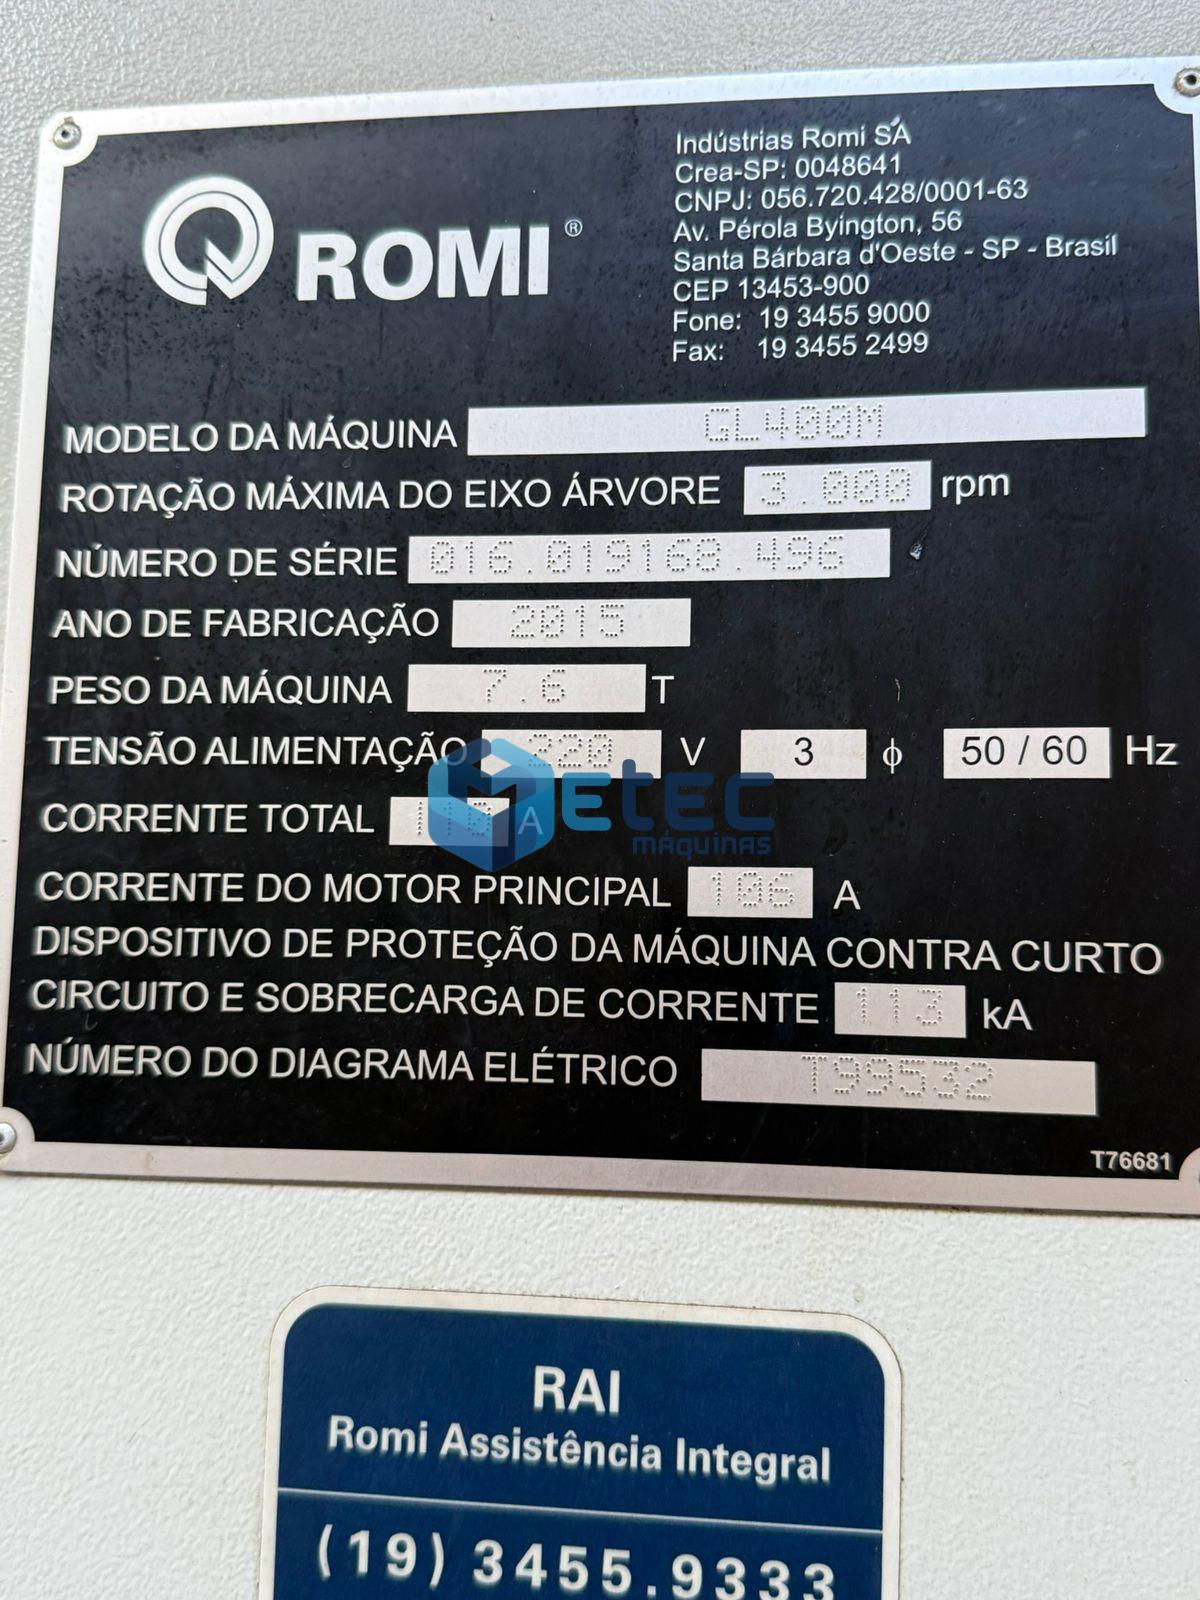 ROMI®
Indústrias Romi SA
Crea-SP: 0048641
CNPJ: 056.720.428/0001-63
Av. Pérola Byington, 56
Santa Bárbara d'Oeste - SP - Brasil
CEP 13453-900
Fone: 19 3455 9000
Fax: 19 3455 2499
MODELO DA MÁQUINA GL400M
ROTAÇÃO MÁXIMA DO EIXO ÁRVORE 3.000 rpm
NÚMERO DE SÉRIE 016.019168.496
ANO DE FABRICAÇÃO 2015
PESO DA MÁQUINA 7.6 T
TENSÃO ALIMENTAÇÃO 220 V 3 ϕ 50 / 60 Hz
CORRENTE TOTAL 110 A
etec
máquinas
CORRENTE DO MOTOR PRINCIPAL 106 A
DISPOSITIVO DE PROTEÇÃO DA MÁQUINA CONTRA CURTO
CIRCUITO E SOBRECARGA DE CORRENTE 113 kA
NÚMERO DO DIAGRAMA ELÉTRICO T99532
T76681
RAI
Romi Assistência Integral
(19) 3455.9333